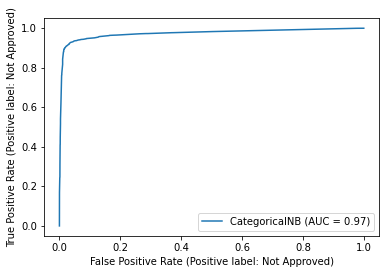 True Positive Rate (Positive label: Not Approved)
1.0
0.8
0.6
0.4
0.2
0.0
CategoricalNB (AUC = 0.97)
0.0 0.2 0.4 0.6 0.8 1.0
False Positive Rate (Positive label: Not Approved)